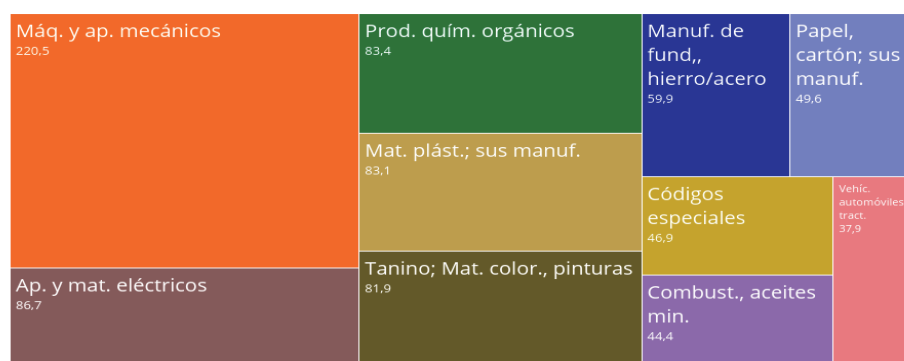 Máq. y ap. mecánicos
220,5
Ap. y mat. eléctricos
86,7
Prod. quím. orgánicos
83,4
Mat. plást.; sus manuf.
83,1
Tanino; Mat. color., pinturas
81,9
Manuf. de
fund,,
hierro/acero
59,9
Papel,
cartón; sus
manuf.
49,6
Códigos
especiales
46,9
Combust., aceites
min.
44,4
Vehíc.
automóviles
tract.
37,9